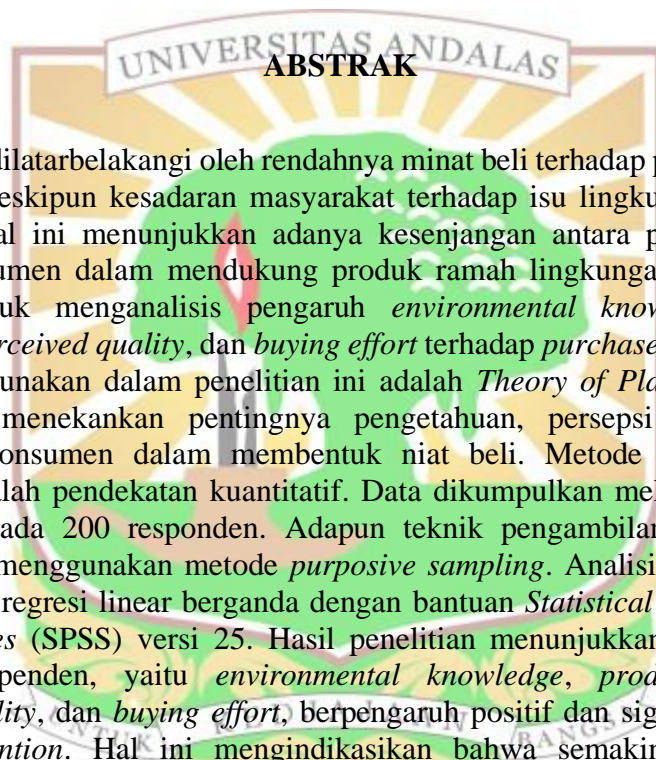 UNIVERSITAS ANDALAS
ABSTRAK
dilatarbelakangi oleh rendahnya minat beli terhadap p
eskipun kesadaran masyarakat terhadap isu lingku
al ini menunjukkan adanya kesenjangan antara p
umen dalam mendukung produk ramah lingkunga
uk menganalisis pengaruh environmental know
rceived quality, dan buying effort terhadap purchase
unakan dalam penelitian ini adalah Theory of Pla
menekankan pentingnya pengetahuan, persepsi
onsumen dalam membentuk niat beli. Metode
alah pendekatan kuantitatif. Data dikumpulkan mel
ada 200 responden. Adapun teknik pengambilan
menggunakan metode purposive sampling. Analisi
regresi linear berganda dengan bantuan Statistical
es (SPSS) versi 25. Hasil penelitian menunjukkan
penden, yaitu environmental knowledge, prod
lity, dan buying effort, berpengaruh positif dan sig
UNTUK KEDJAJAAN BANGS
ntion. Hal ini mengindikasikan bahwa semakin